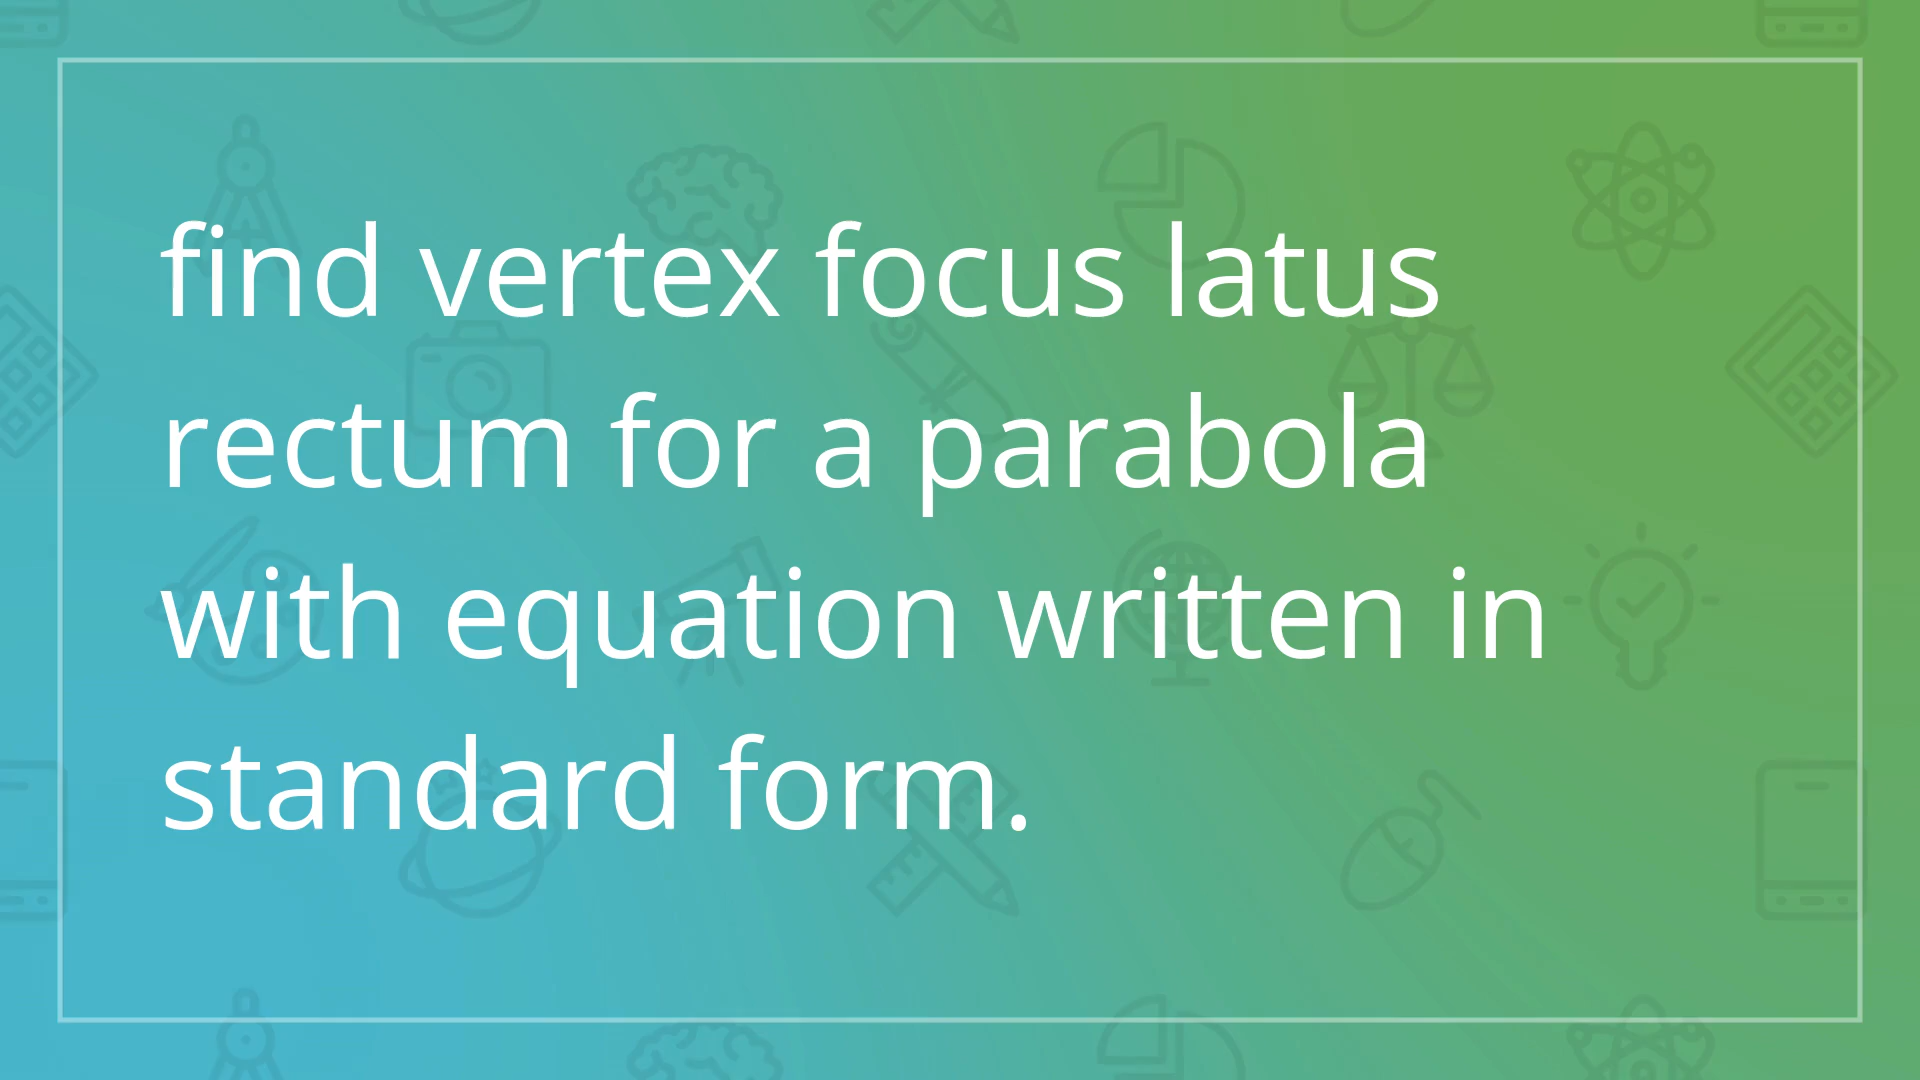 find vertex focus latus
rectum for a parabola
with equation written in
standard form.